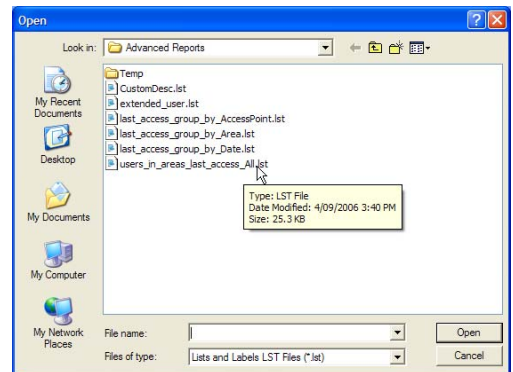 Open
Look in: Advanced Reports
My Recent
Documents
Desktop
My Documents
My Computer
My Network
Places
Temp
CustomDesc.lst
extended_user.lst
last_access_group_by_AccessPoint.lst
last_access_group_by_Area.lst
last_access_group_by_Date.lst
users_in_areas_last_access_All.lst
Type: LST File
Date Modified: 4/09/2006 3:40 PM
Size: 25.3 KB
File name:
Open
Files of type: Lists and Labels LST Files (*.lst)
Cancel